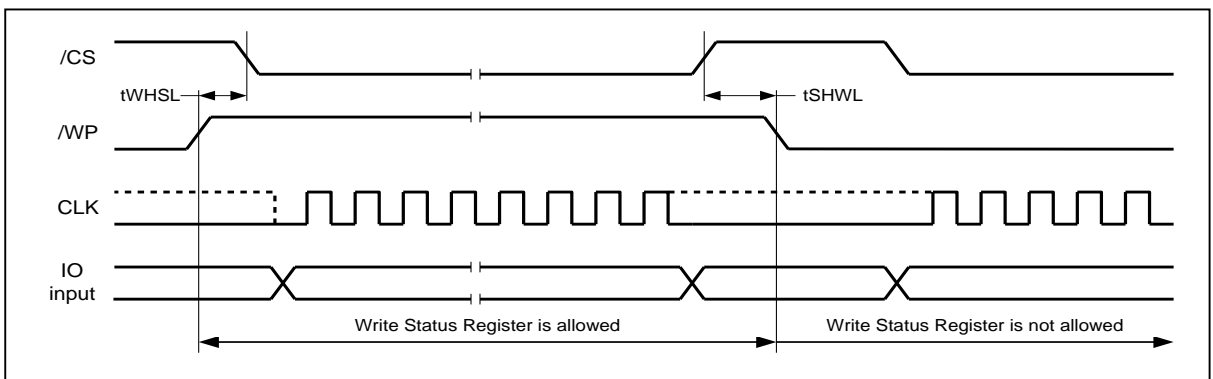 /CS
tWHSL
tSHWL
/WP
CLK
IO
input
Write Status Register is allowed
Write Status Register is not allowed